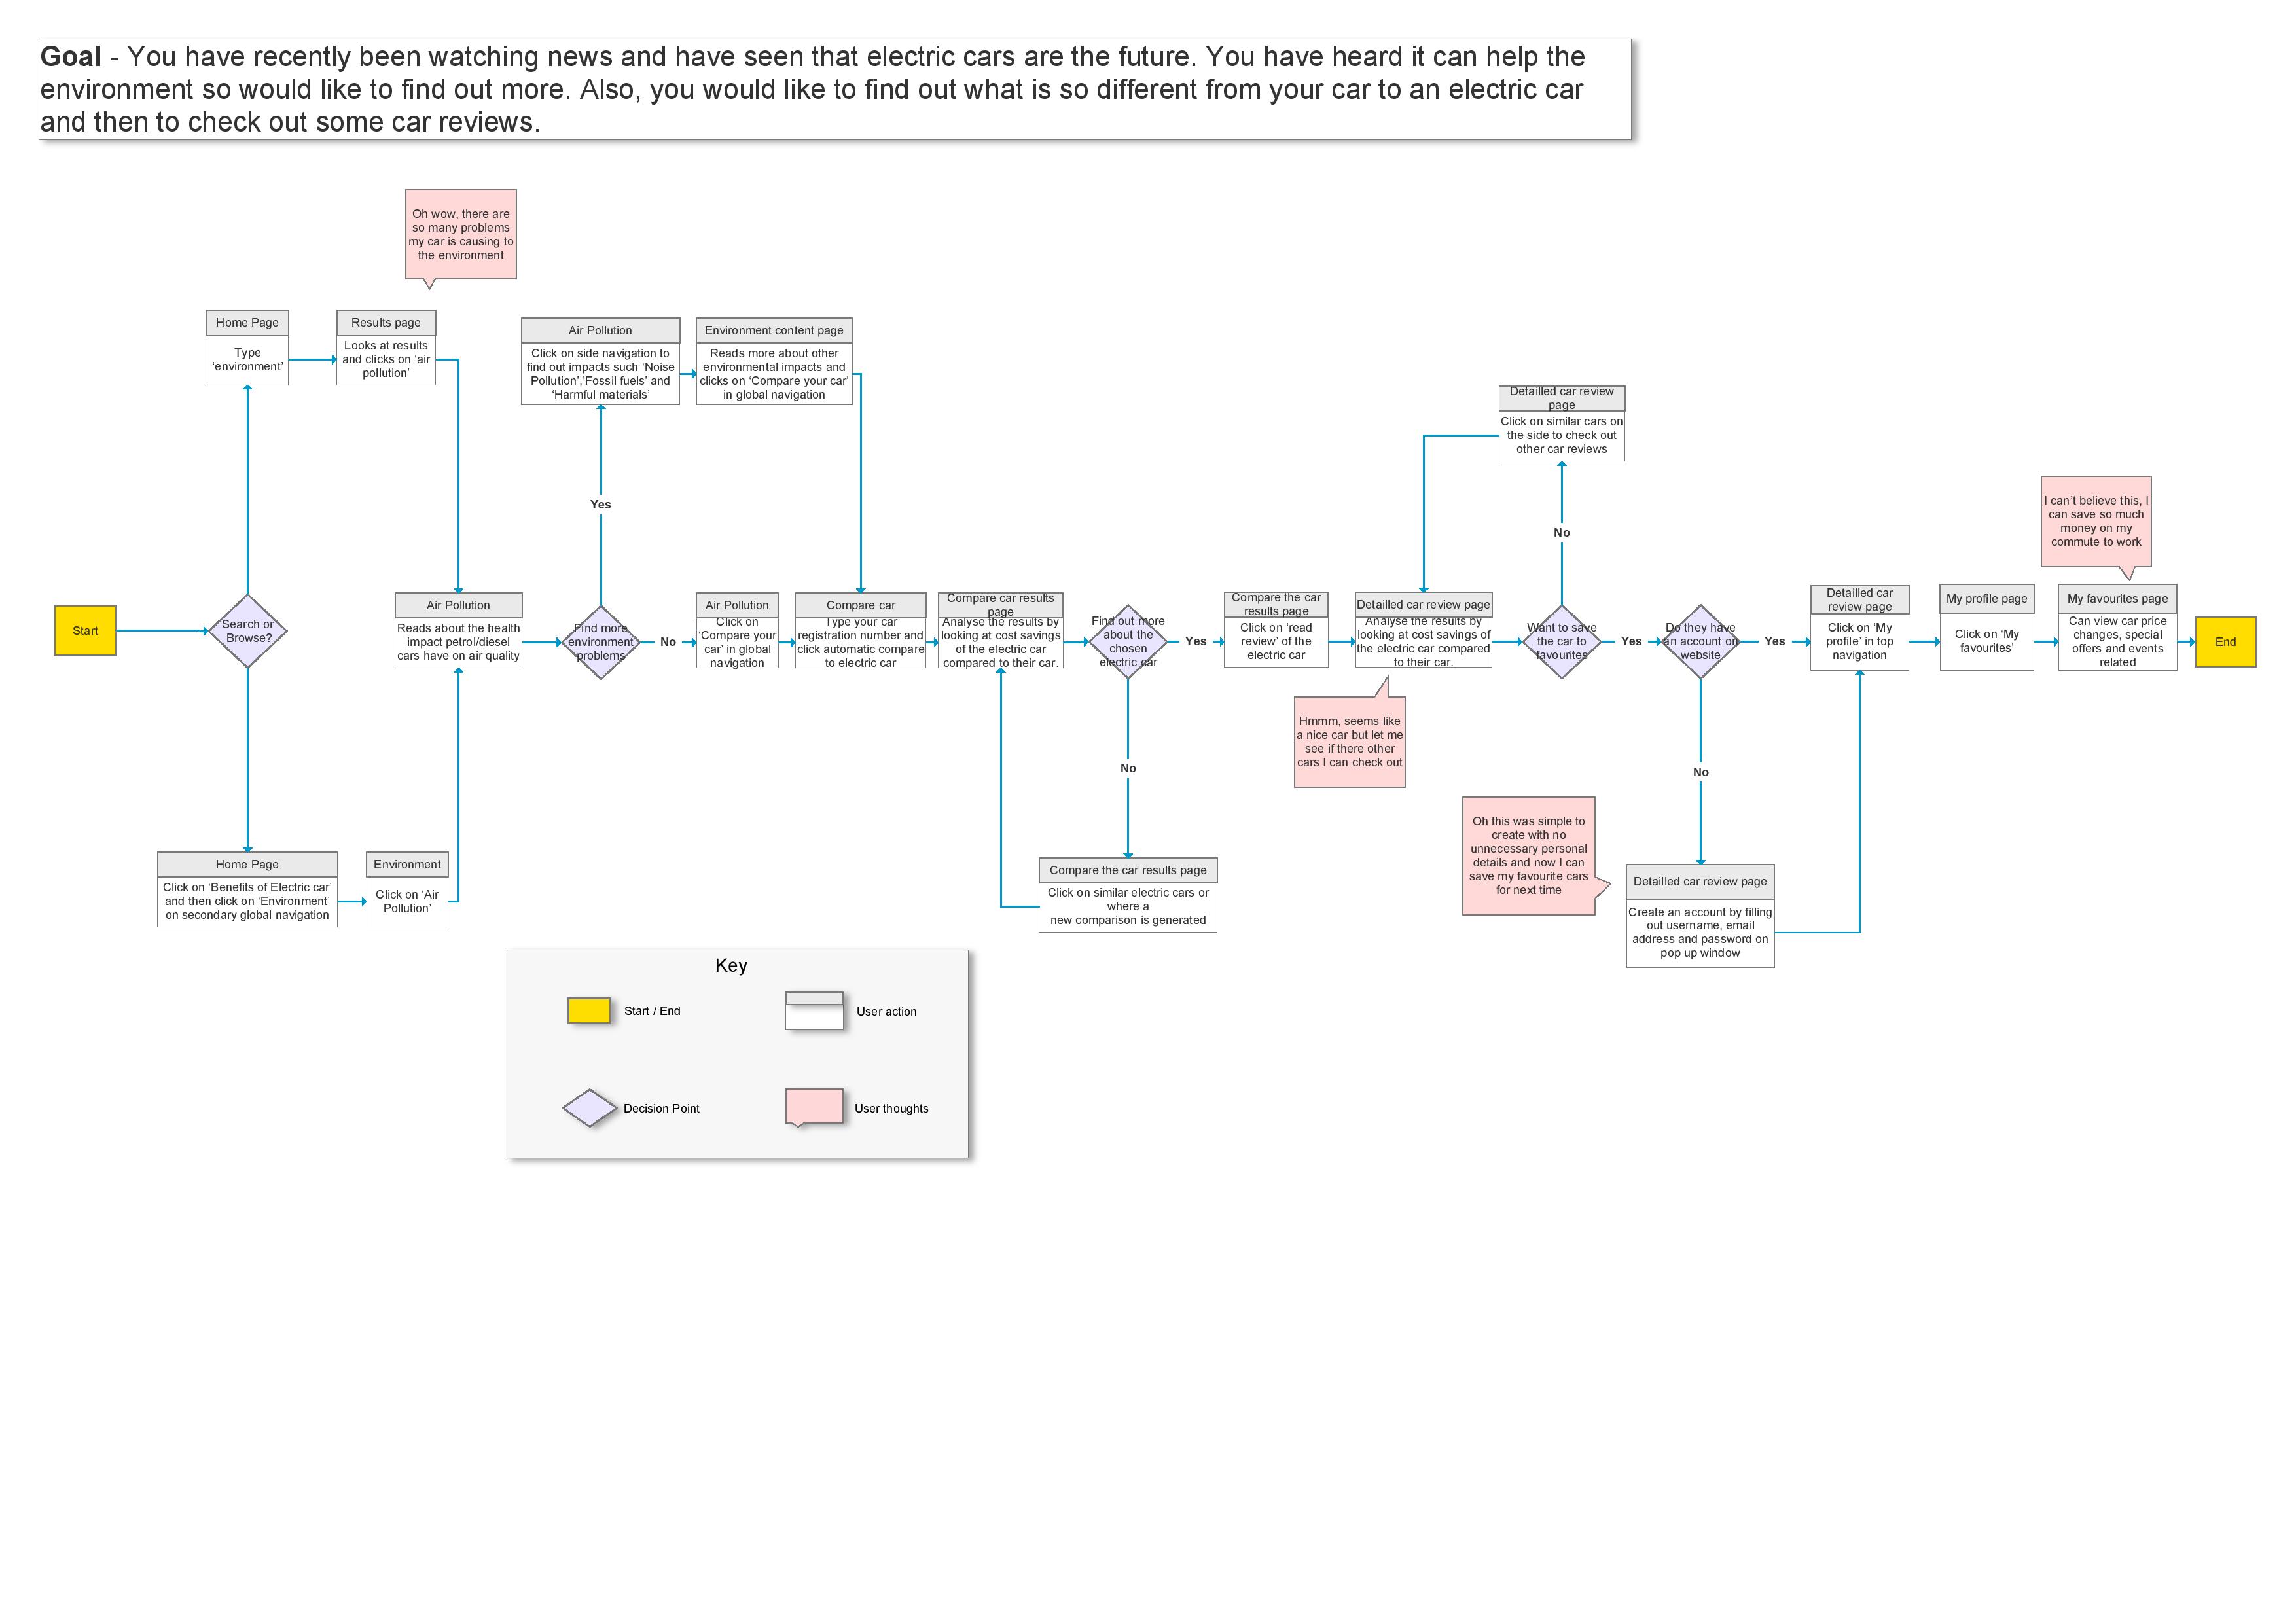 Goal - You have recently been watching news and have seen that electric cars are the future. You have heard it can help the
environment so would like to find out more. Also, you would like to find out what is so different from your car to an electric car
and then to check out some car reviews.
Oh wow, there are
so many problems
my car is causing to
the environment
Home Page
Type
‘environment’
Results page
Looks at results
and clicks on ‘air
pollution’
Air Pollution
Click on side navigation to
find out impacts such ‘Noise
Pollution’,’Fossil fuels’ and
‘Harmful materials’
Environment content page
Reads more about other
environmental impacts and
clicks on ‘Compare your car’
in global navigation
Yes
Detailled car review
page
Click on similar cars on
the side to check out
other car reviews
No
I can’t believe this, I
can save so much
money on my
commute to work
Start
Search or
Browse?
Air Pollution
Reads about the health
impact petrol/diesel
cars have on air quality
Find more
environment
problems
No
Air Pollution
Click on
‘Compare your
car’ in global
navigation
Compare car
Type your car
registration number and
click automatic compare
to electric car
Compare car results
page
Analyse the results by
looking at cost savings
of the electric car
compared to their car.
Find out more
about the
chosen
electric car
Yes
Compare the car
results page
Click on ‘read
review’ of the
electric car
Detailled car review page
Analyse the results by
looking at cost savings of
the electric car compared
to their car.
Want to save
the car to
favourites
Yes
Do they have
an account on
website
Yes
Detailled car
review page
Click on ‘My
profile’ in top
navigation
My profile page
Click on ‘My
favourites’
My favourites page
Can view car price
changes, special
offers and events
related
End
Hmmm, seems like
a nice car but let me
see if there other
cars I can check out
No
No
Oh this was simple to
create with no
unnecessary personal
details and now I can
save my favourite cars
for next time
Home Page
Click on ‘Benefits of Electric car’
and then click on ‘Environment’
on secondary global navigation
Environment
Click on ‘Air
Pollution’
Compare the car results page
Click on similar electric cars or
where a
new comparison is generated
Detailled car review page
Create an account by filling
out username, email
address and password on
pop up window
Key
Start / End
User action
Decision Point
User thoughts